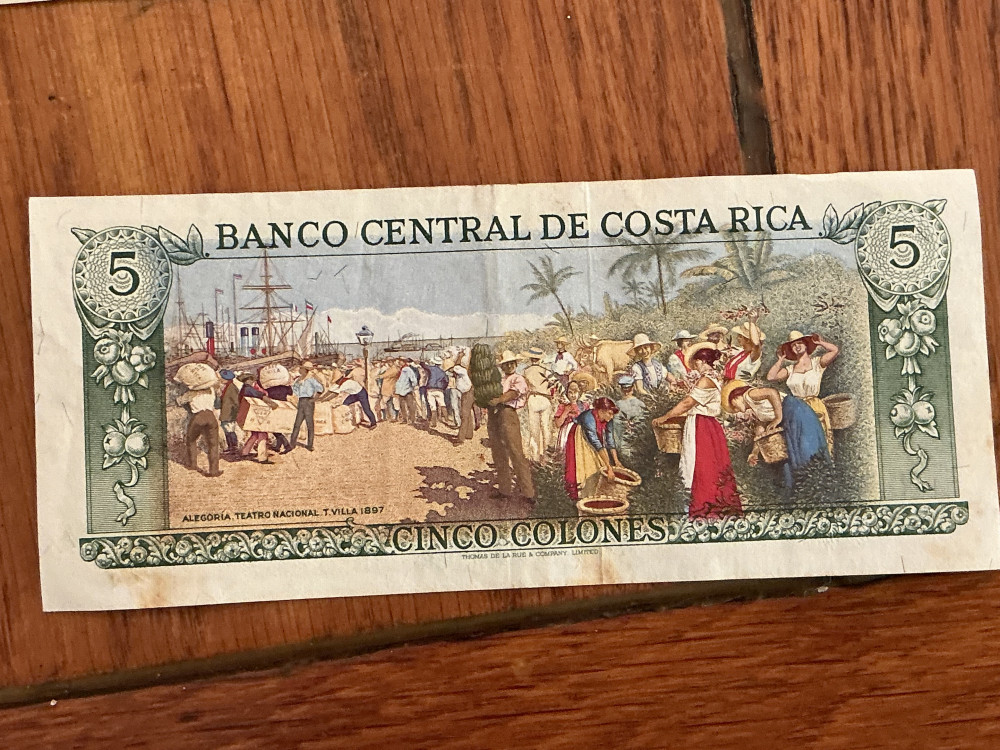 BANCO CENTRAL DE COSTA RICA
5 5
ALEGORÍA, TEATRO NACIONAL T. VILLA 1897
CINCO COLONES
THOMAS DE LA RUE & COMPANY, LIMITED